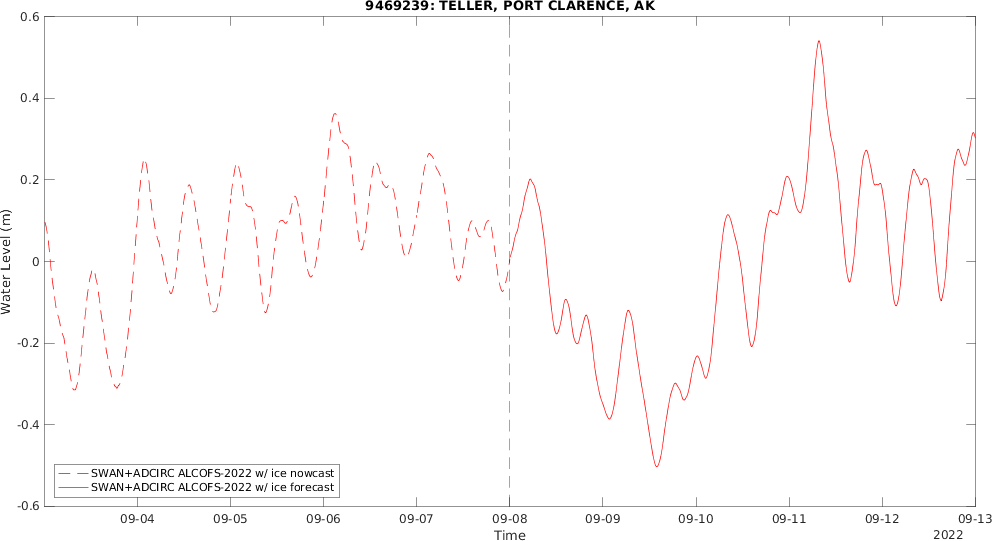 9469239: TELLER, PORT CLARENCE, AK
Water Level (m)
0.6
0.4
0.2
0
-0.2
-0.4
-0.6
SWAN+ADCIRC ALCOFS-2022 w/ ice nowcast
SWAN+ADCIRC ALCOFS-2022 w/ ice forecast
09-04 09-05 09-06 09-07 09-08 09-09 09-10 09-11 09-12 09-13
Time
2022